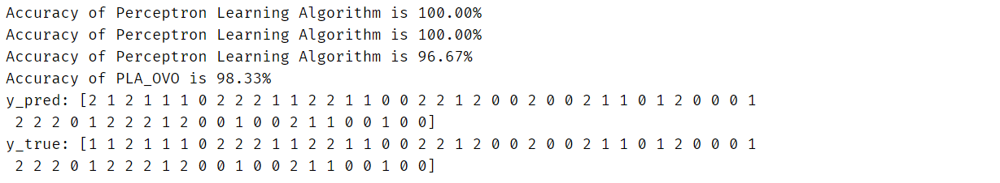 Accuracy of Perceptron Learning Algorithm is 100.00%
Accuracy of Perceptron Learning Algorithm is 100.00%
Accuracy of Perceptron Learning Algorithm is 96.67%
Accuracy of PLA_OVO is 98.33%
y_pred: [2 1 2 1 1 1 0 2 2 2 1 1 2 2 1 1 0 0 2 2 1 2 0 0 2 0 0 2 1 1 0 1 2 0 0 0 1
2 2 2 0 1 2 2 2 1 2 0 0 1 0 0 2 1 1 0 0 1 0 0]
y_true: [1 1 2 1 1 1 0 2 2 2 1 1 2 2 1 1 0 0 2 2 1 2 0 0 2 0 0 2 1 1 0 1 2 0 0 0 1
2 2 2 0 1 2 2 2 1 2 0 0 1 0 0 2 1 1 0 0 1 0 0]